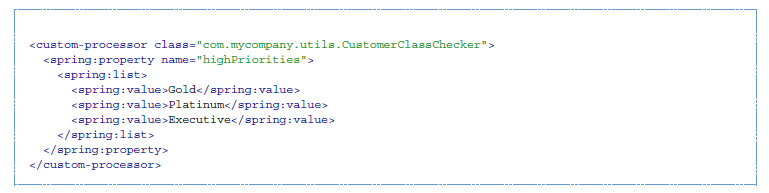 <custom-processor class="com.mycompany.utils.CustomerClassChecker">
<spring:property name="highPriorities">
<spring:list>
<spring:value>Gold</spring:value>
<spring:value>Platinum</spring:value>
<spring:value>Executive</spring:value>
</spring:list>
</spring:property>
</custom-processor>